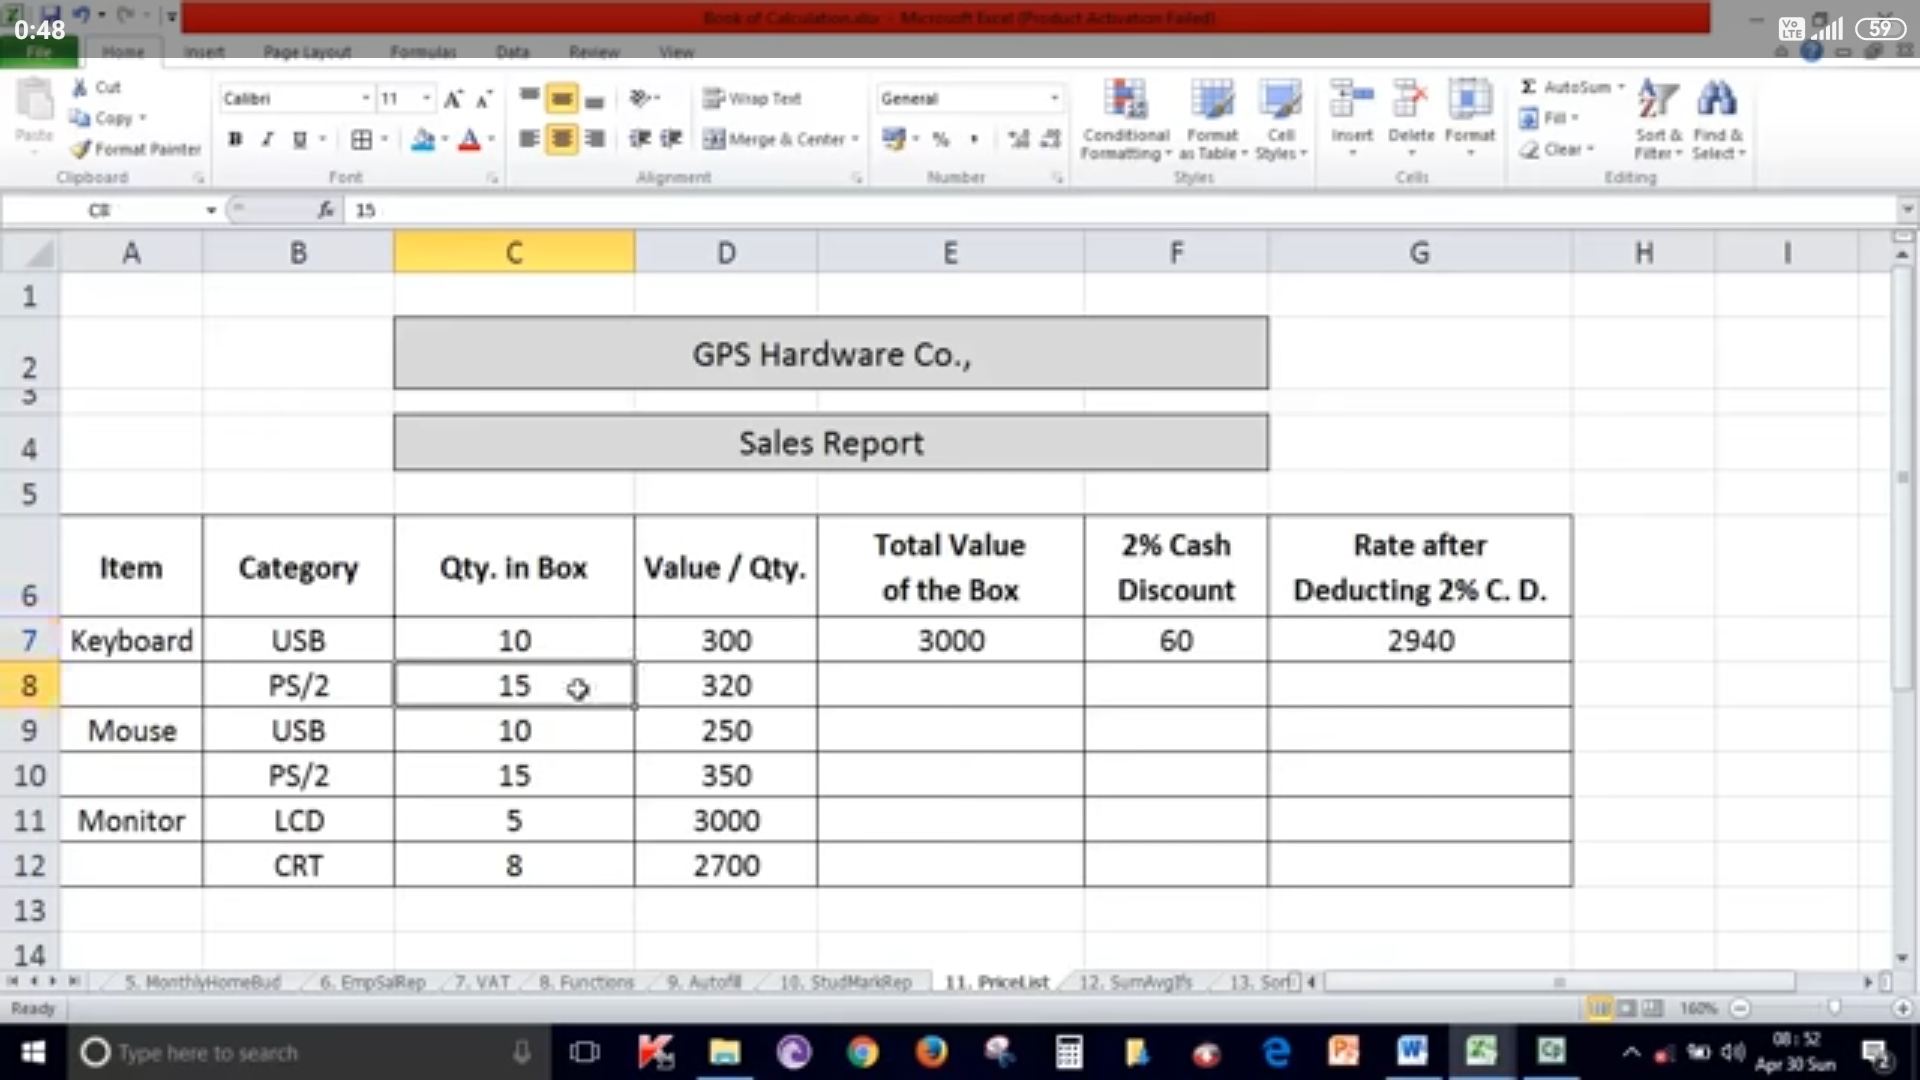 0:48
Vo LTE
59
Book of Calculation.xlsx - Microsoft Excel (Product Activation Failed)
File Home Insert Page Layout Formulas Data Review View
Paste
Cut
Copy
Format Painter
Clipboard
Calibri 11
B I U
Font
Wrap Text
Merge & Center
Alignment
General
%
Number
Conditional Formatting
Format as Table
Cell Styles
Styles
Insert Delete Format
Cells
Σ AutoSum
Fill
Clear
Sort & Filter
Find & Select
Editing
C8 fx 15
A B C D E F G H I
1
2 GPS Hardware Co.,
3
4 Sales Report
5
6 Item Category Qty. in Box Value / Qty. Total Value of the Box 2% Cash Discount Rate after Deducting 2% C. D.
7 Keyboard USB 10 300 3000 60 2940
8 PS/2 15 320
9 Mouse USB 10 250
10 PS/2 15 350
11 Monitor LCD 5 3000
12 CRT 8 2700
13
14
5. MonthlyHomeBud 6. EmpSalRep 7. VAT 8. Functions 9. Autofill 10. StudMarkRep 11. PriceList 12. SumAvgIfs 13. Sort
Ready 160%
Type here to search
08:52
Apr 30 Sun
2